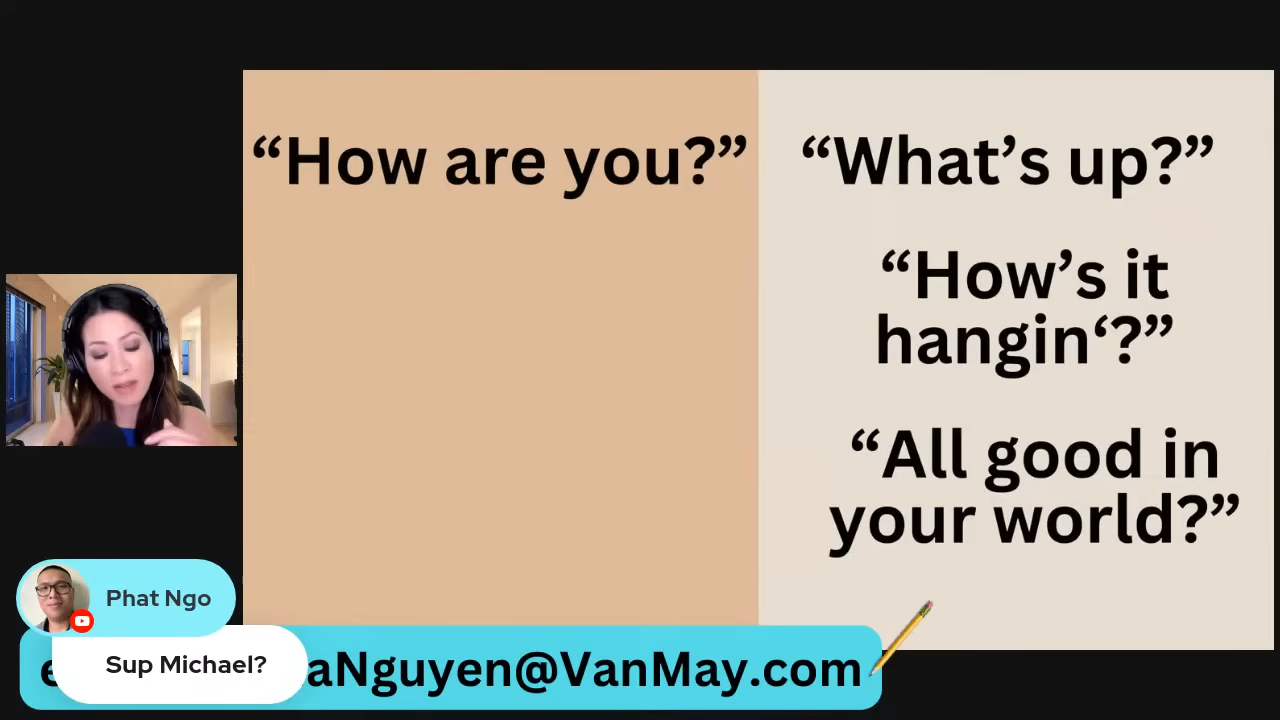 “How are you?”
“What’s up?”
“How’s it
hangin‘?”
“All good in
your world?”
Phat Ngo
Sup Michael?
aNguyen@VanMay.com